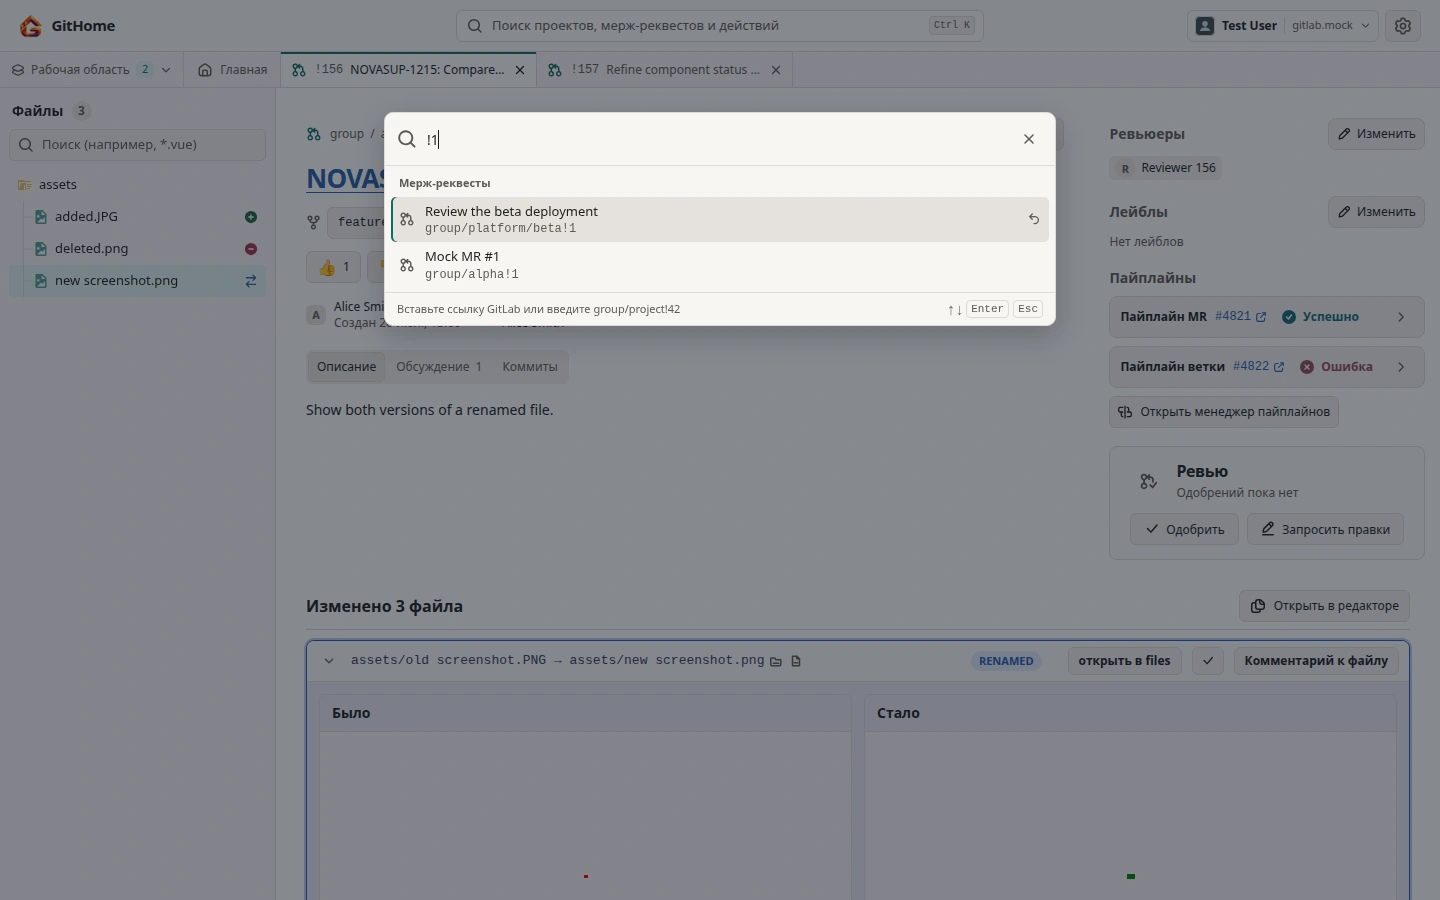 GitHome
Поиск проектов, мерж-реквестов и действий
Ctrl K
Test User
gitlab.mock
Рабочая область 2
Главная
!156 NOVASUP-1215: Compare...
!157 Refine component status ...
Файлы 3
Поиск (например, *.vue)
assets
added.JPG
deleted.png
new screenshot.png
group /
!1
Мерж-реквесты
Review the beta deployment
group/platform/beta!1
Mock MR #1
group/alpha!1
Вставьте ссылку GitLab или введите group/project!42
↑↓ Enter Esc
👍 1
A
Описание
Обсуждение 1
Коммиты
Show both versions of a renamed file.
Ревьюеры
Изменить
R Reviewer 156
Лейблы
Изменить
Нет лейблов
Пайплайны
Пайплайн MR #4821 Успешно
Пайплайн ветки #4822 Ошибка
Открыть менеджер пайплайнов
Ревью
Одобрений пока нет
Одобрить
Запросить правки
Изменено 3 файла
Открыть в редакторе
assets/old screenshot.PNG → assets/new screenshot.png
RENAMED
открыть в files
Комментарий к файлу
Было
Стало